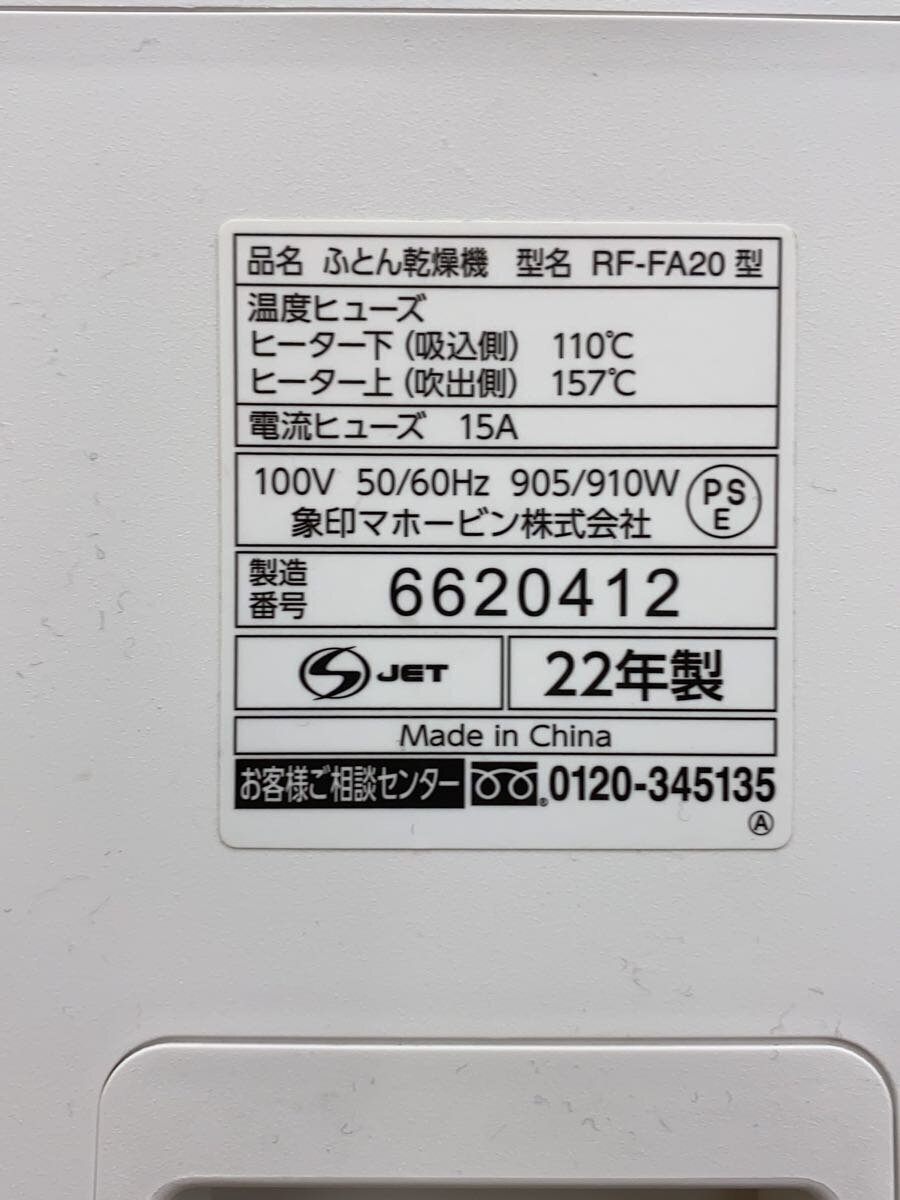 品名 ふとん乾燥機 型名 RF-FA20 型
温度ヒューズ
ヒーター下（吸込側） 110℃
ヒーター上（吹出側） 157℃
電流ヒューズ 15A
100V 50/60Hz 905/910W
PS
E
象印マホービン株式会社
製造
番号
6620412
S JET
22年製
Made in China
お客様ご相談センター 0120-345135
Ⓐ